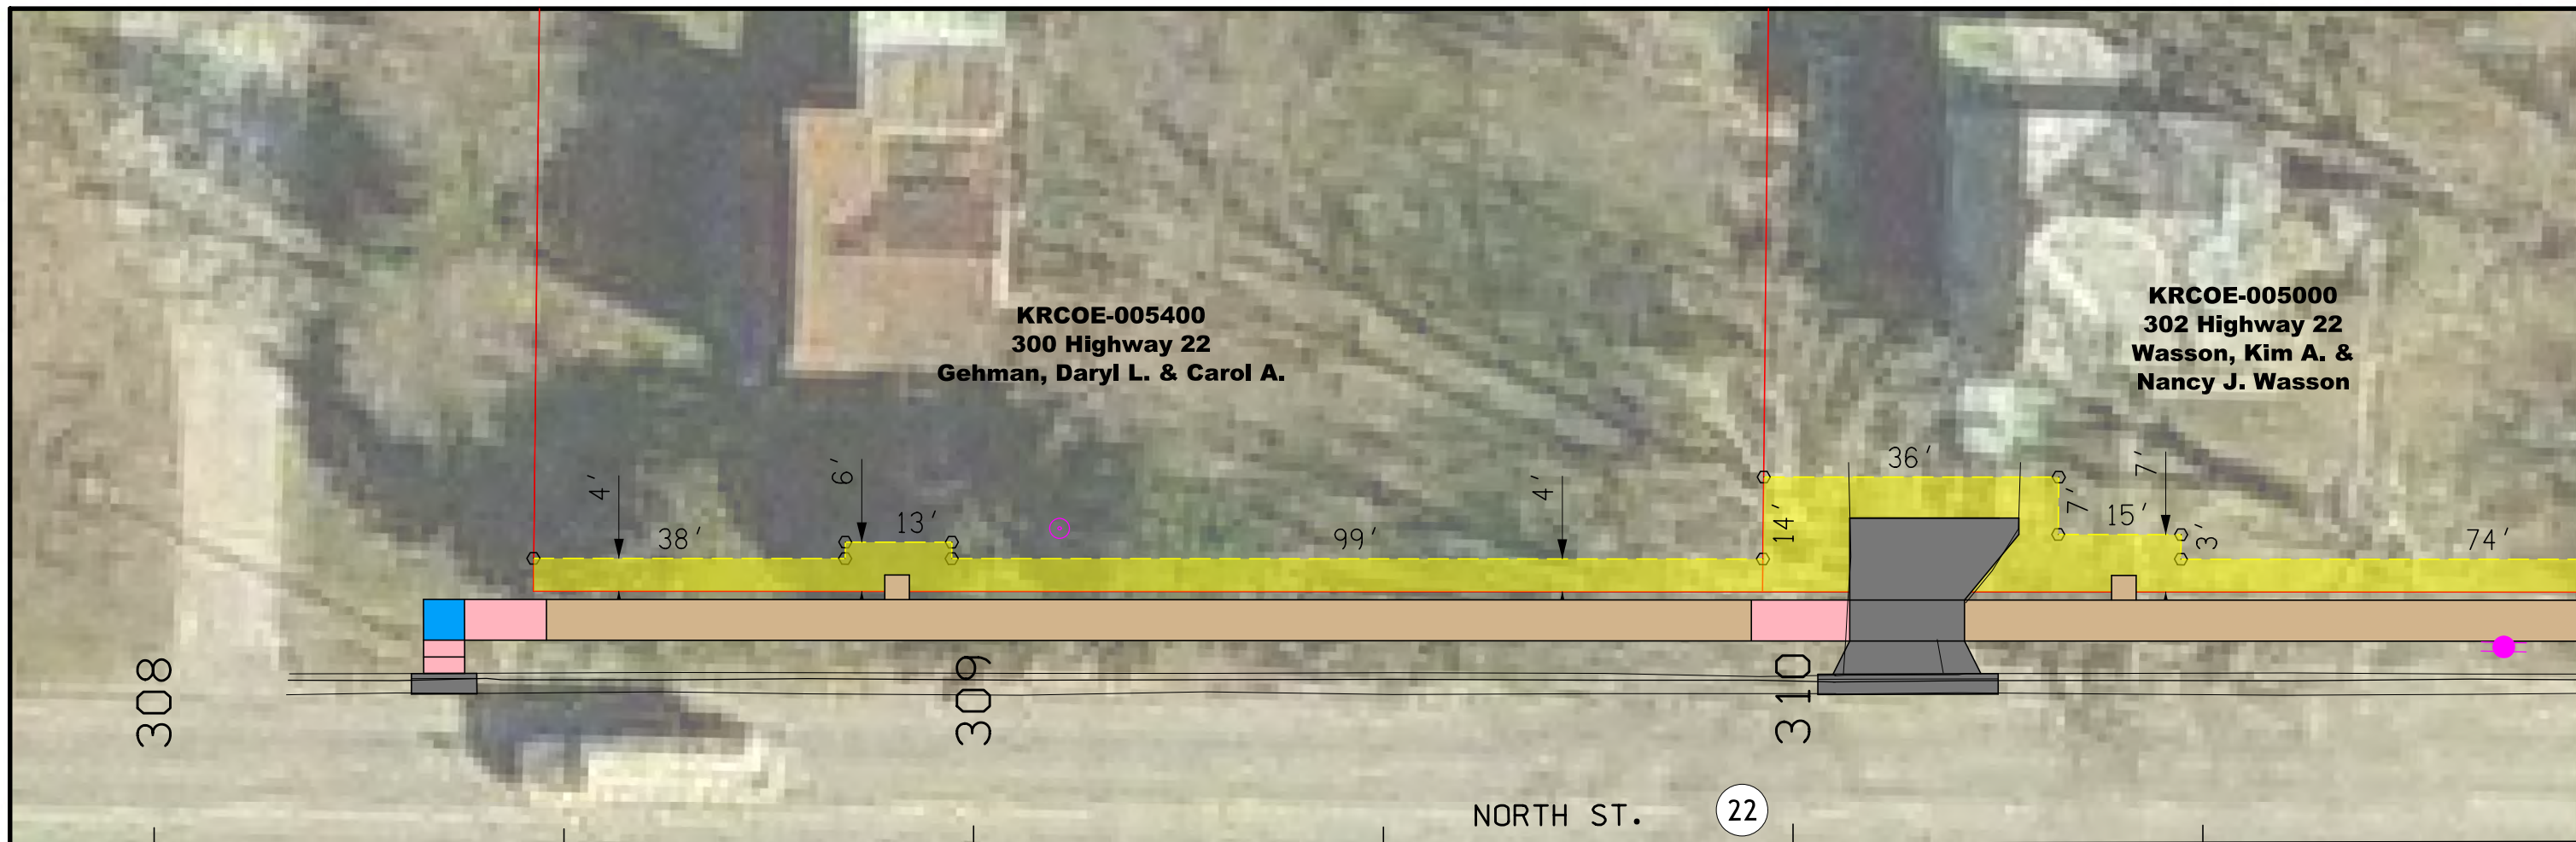 KRCOE-005400
300 Highway 22
Gehman, Daryl L. & Carol A.
KRCOE-005000
302 Highway 22
Wasson, Kim A. &
Nancy J. Wasson
4'
38'
6'
13'
99'
4'
14'
36'
7'
15'
7'
3'
74'
308
309
310
NORTH ST.
22